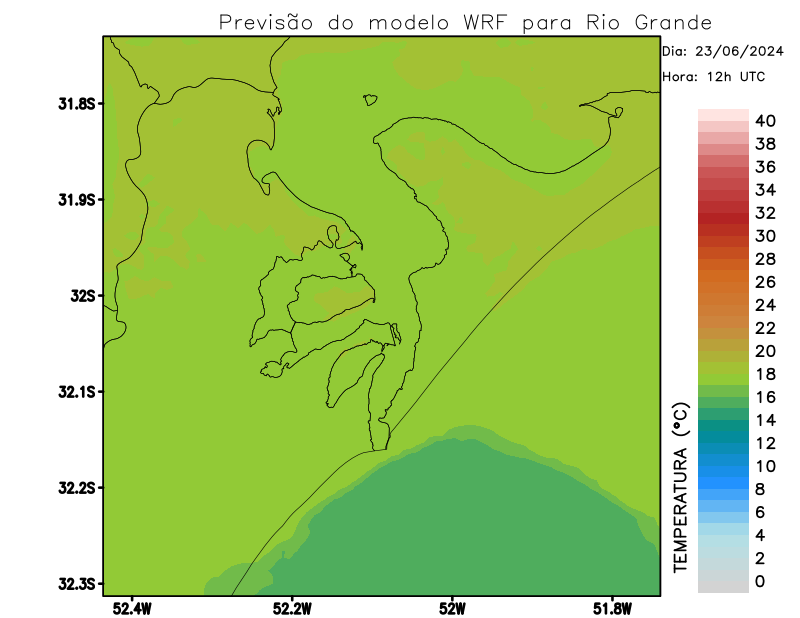 Previsão do modelo WRF para Rio Grande
Dia: 23/06/2024
Hora: 12h UTC
31.8S
31.9S
32S
32.1S
32.2S
32.3S
52.4W
52.2W
52W
51.8W
TEMPERATURA (°C)
40
38
36
34
32
30
28
26
24
22
20
18
16
14
12
10
8
6
4
2
0